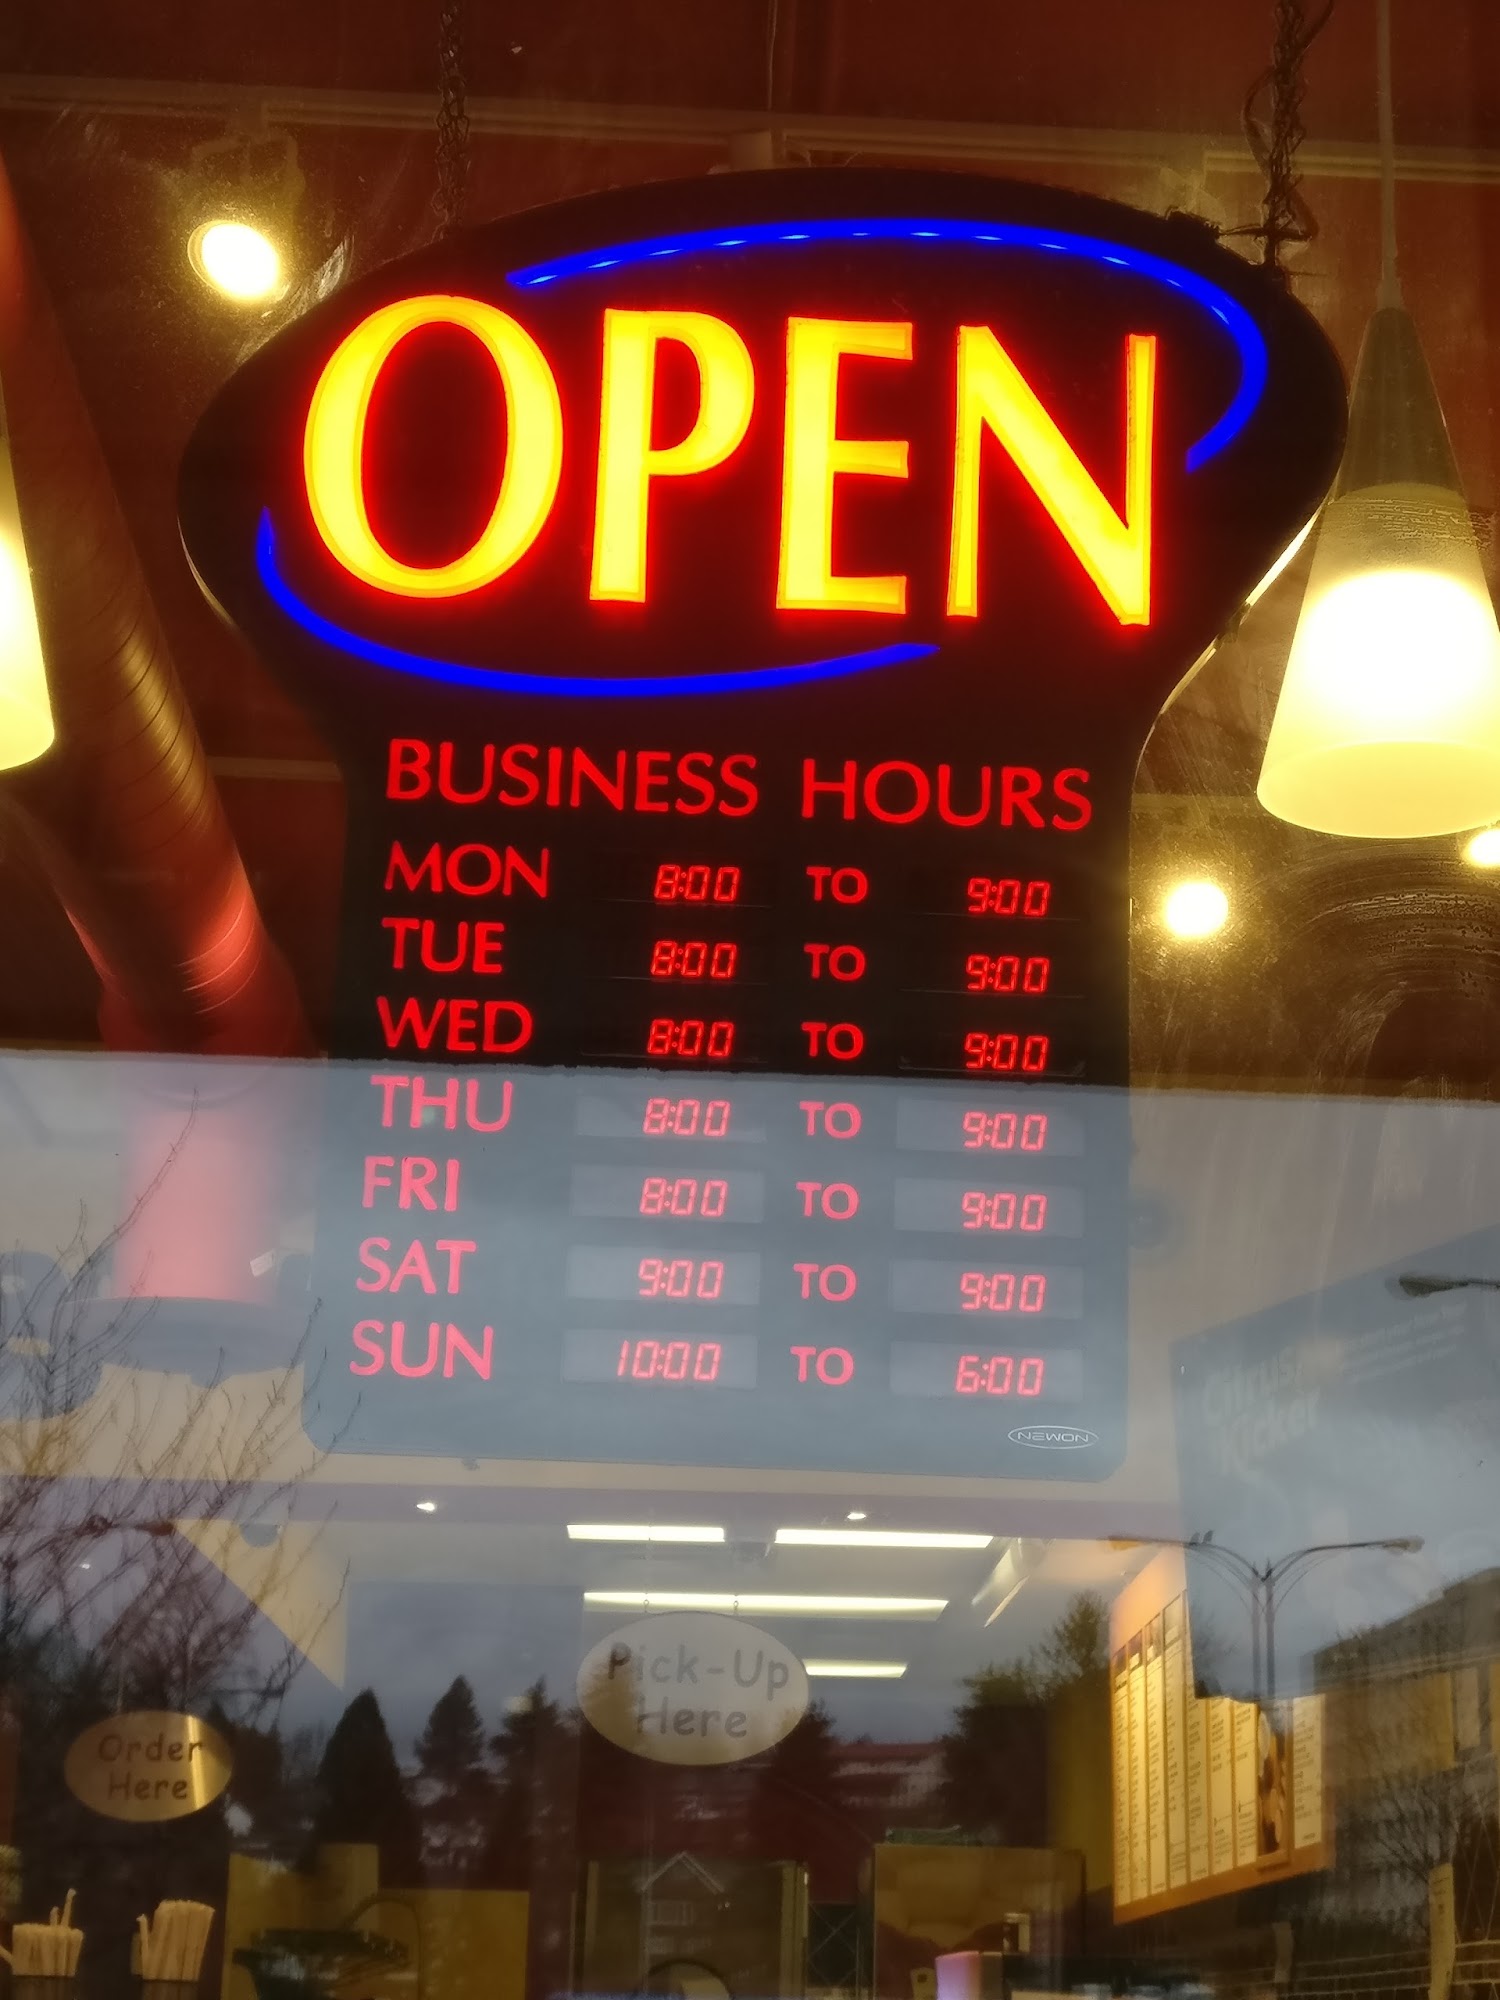 OPEN
BUSINESS HOURS
MON 8:00 TO 9:00
TUE 8:00 TO 9:00
WED 8:00 TO 9:00
THU 8:00 TO 9:00
FRI 8:00 TO 9:00
SAT 9:00 TO 9:00
SUN 10:00 TO 6:00
NEWON
Citrus
Kicker
Pick-Up
Here
Order
Here